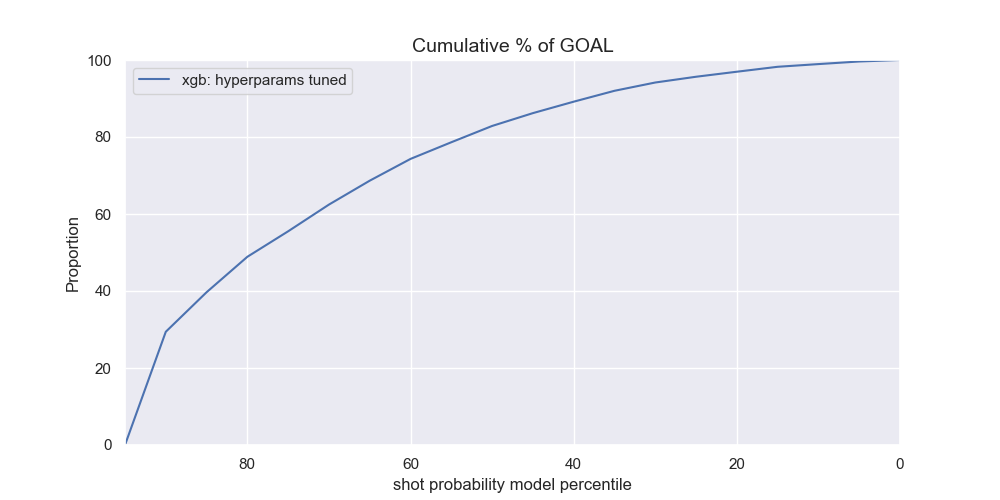 Cumulative % of GOAL
xgb: hyperparams tuned
100
80
60
40
20
0
Proportion
80 60 40 20 0
shot probability model percentile